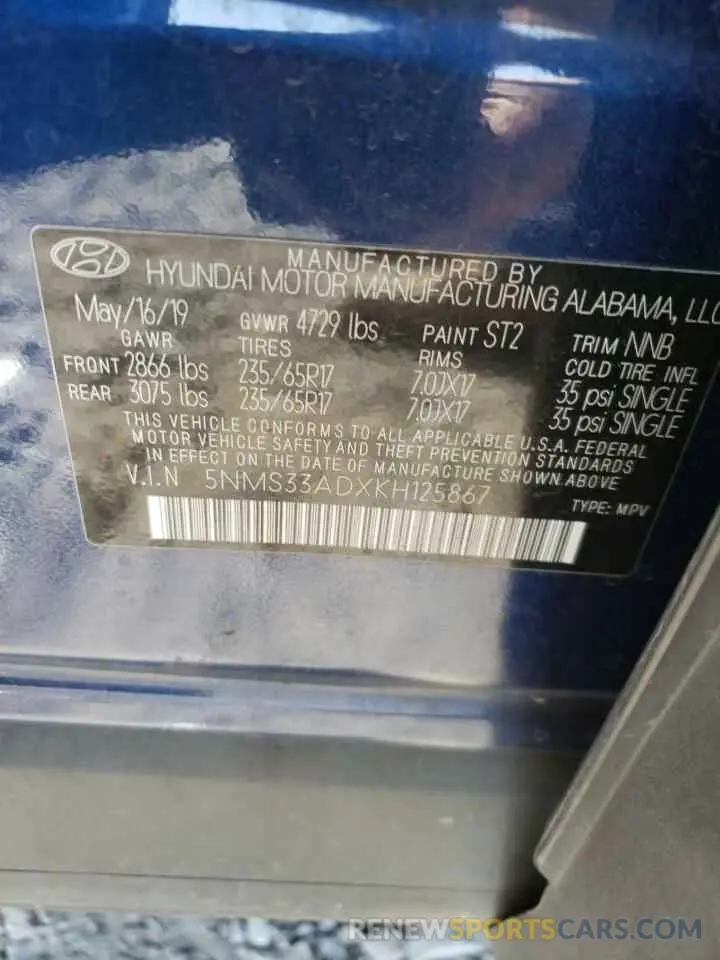 MANUFACTURED BY
HYUNDAI MOTOR MANUFACTURING ALABAMA, LLC
May/16/19 GVWR 4729 lbs PAINT ST2 TRIM NNB
GAWR TIRES RIMS COLD TIRE INFL
FRONT 2866 lbs 235/65R17 7.0JX17 35 psi SINGLE
REAR 3075 lbs 235/65R17 7.0JX17 35 psi SINGLE
THIS VEHICLE CONFORMS TO ALL APPLICABLE U.S.A. FEDERAL
MOTOR VEHICLE SAFETY AND THEFT PREVENTION STANDARDS
IN EFFECT ON THE DATE OF MANUFACTURE SHOWN ABOVE
V.I.N 5NMS33ADXKH125867
TYPE: MPV
RENEWSPORTSCARS.COM